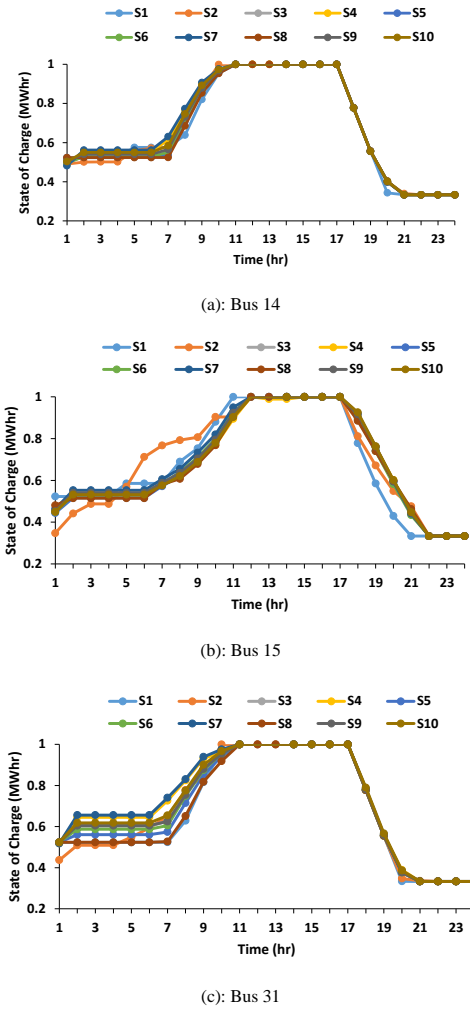 S1 S2 S3 S4 S5
S6 S7 S8 S9 S10
1
0.8
0.6
0.4
0.2
State of Charge (MWhr)
1 3 5 7 9 11 13 15 17 19 21 23
Time (hr)
(a): Bus 14
S1 S2 S3 S4 S5
S6 S7 S8 S9 S10
1
0.8
0.6
0.4
0.2
State of Charge (MWhr)
1 3 5 7 9 11 13 15 17 19 21 23
Time (hr)
(b): Bus 15
S1 S2 S3 S4 S5
S6 S7 S8 S9 S10
1
0.8
0.6
0.4
0.2
State of Charge (MWhr)
1 3 5 7 9 11 13 15 17 19 21 23
Time (hr)
(c): Bus 31